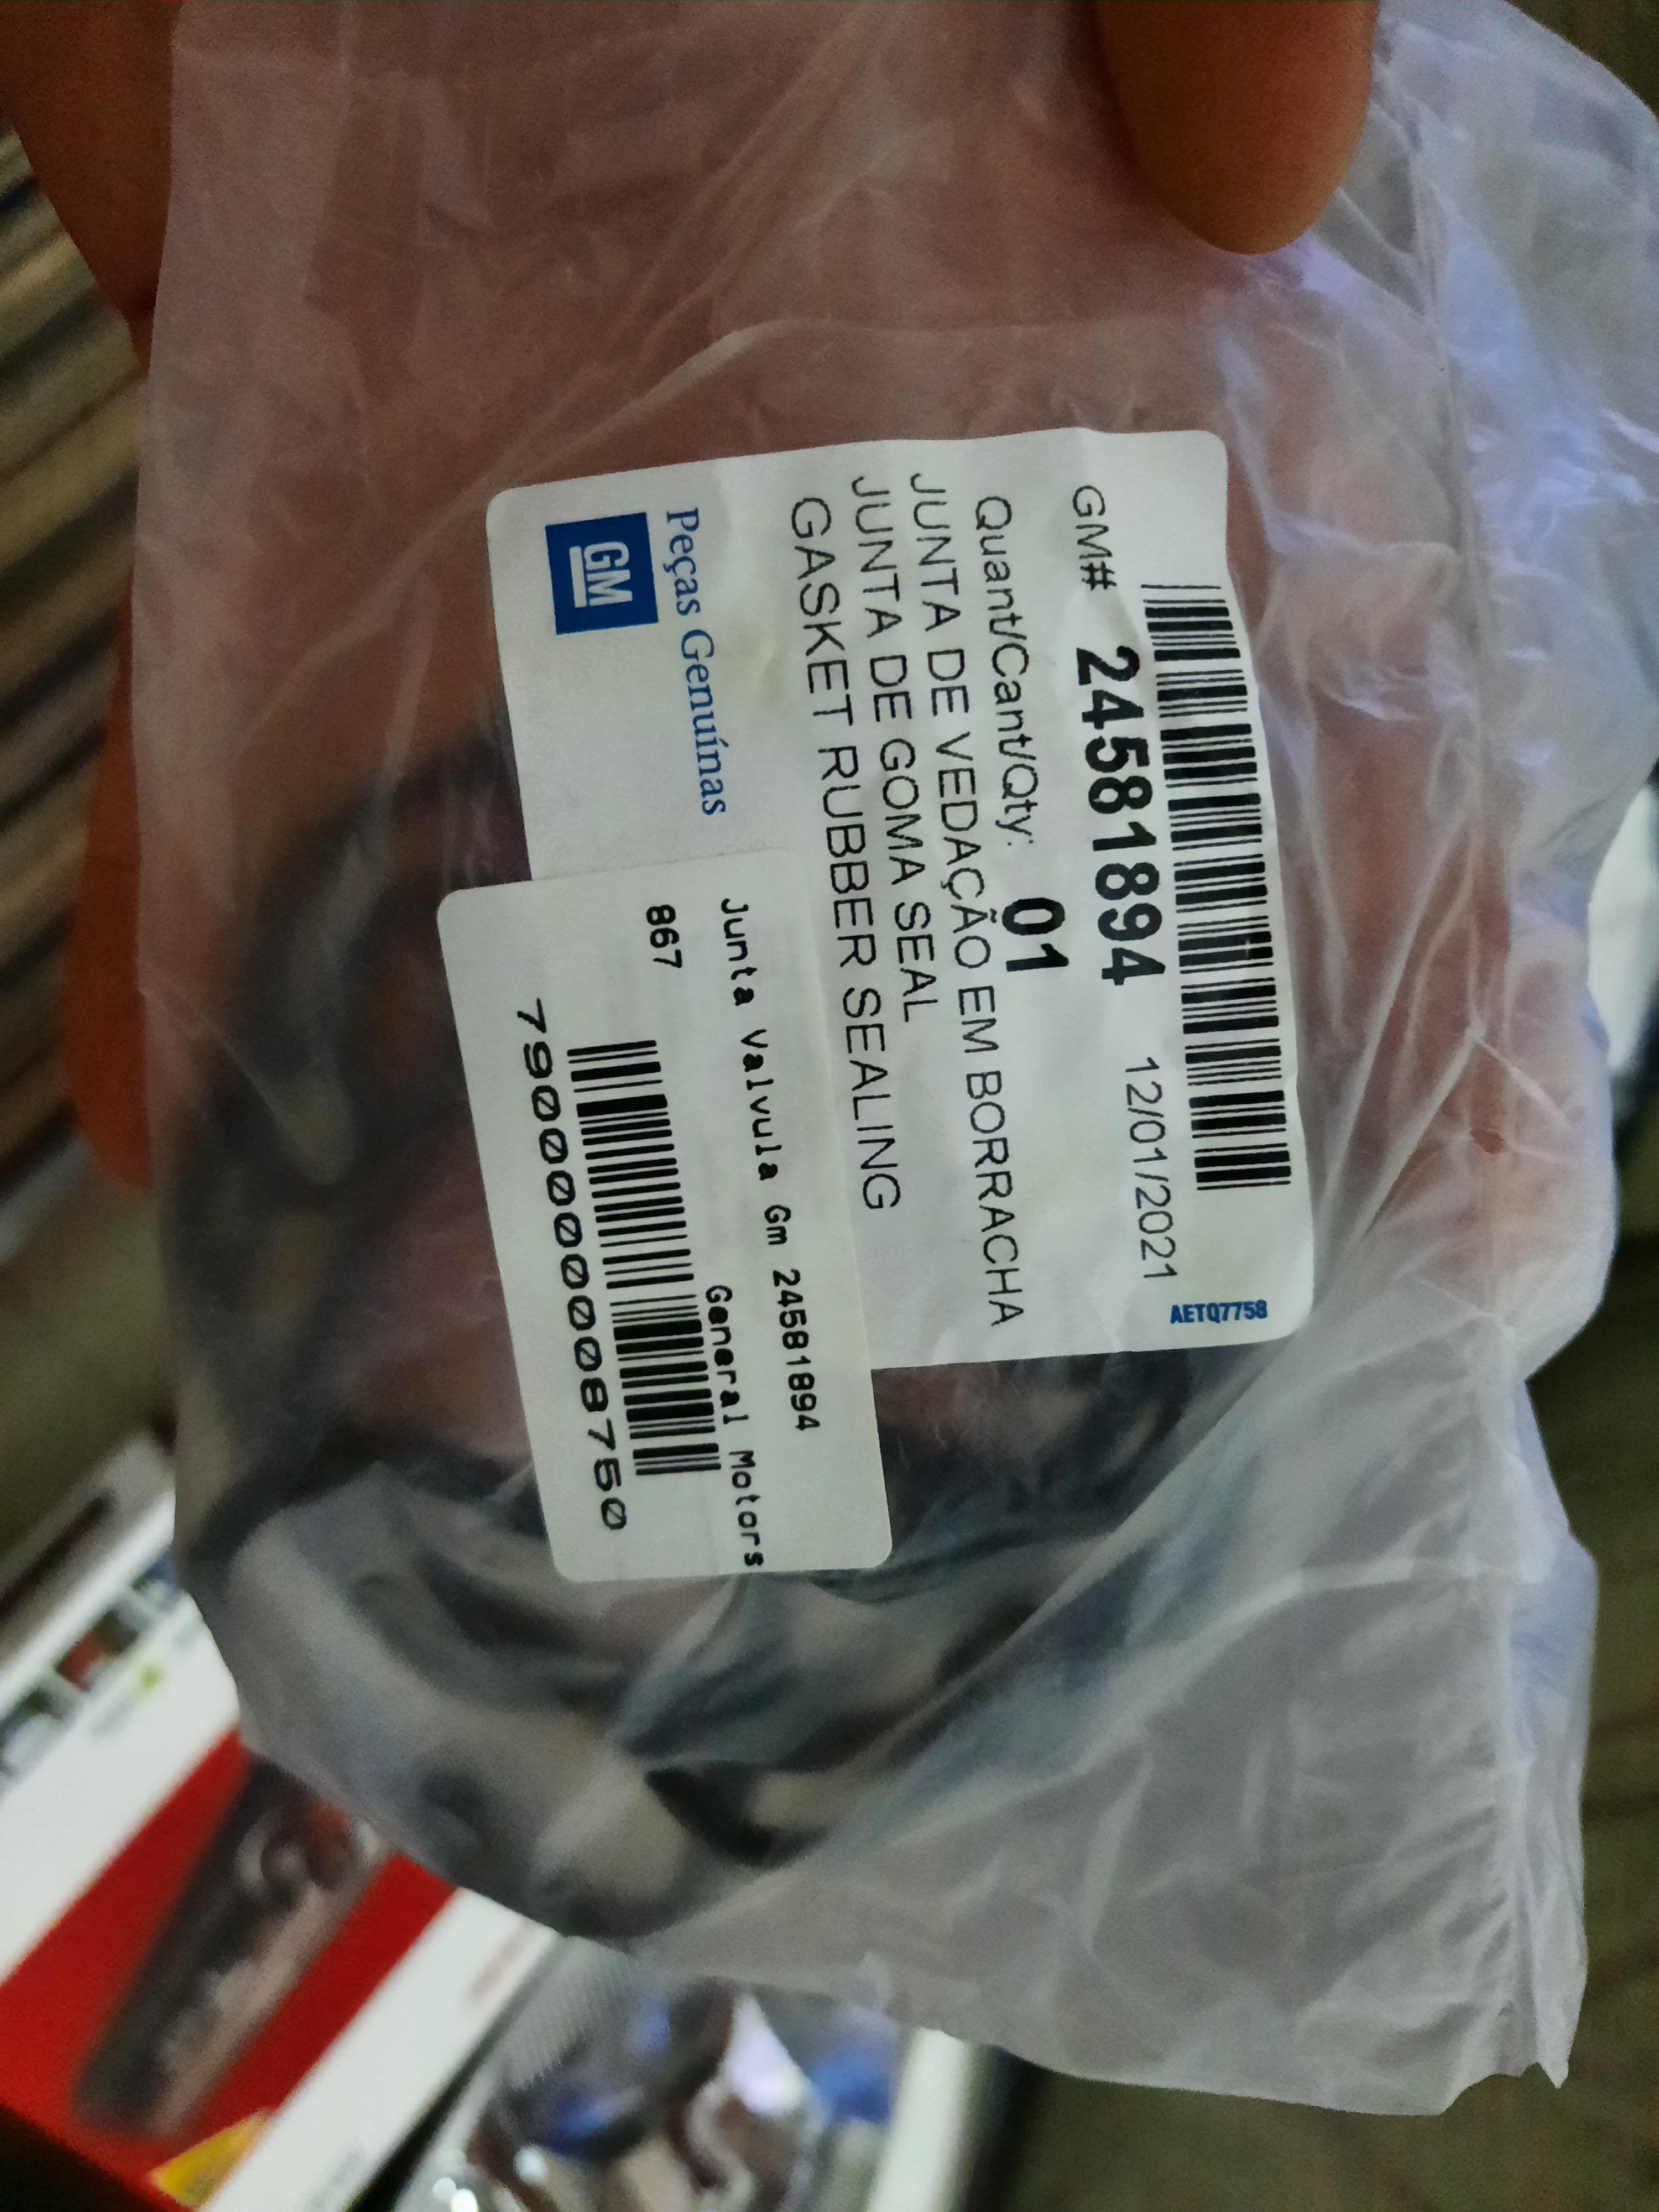 GM# 24581894 12/01/2021
AETQ7758
Quant/Cant/Qty: 01
JUNTA DE VEDAÇÃO EM BORRACHA
JUNTA DE GOMA SEAL
GASKET RUBBER SEALING
Peças Genuínas
GM
Junta Valvula Gm 24581894
General Motors
867
7900000008750